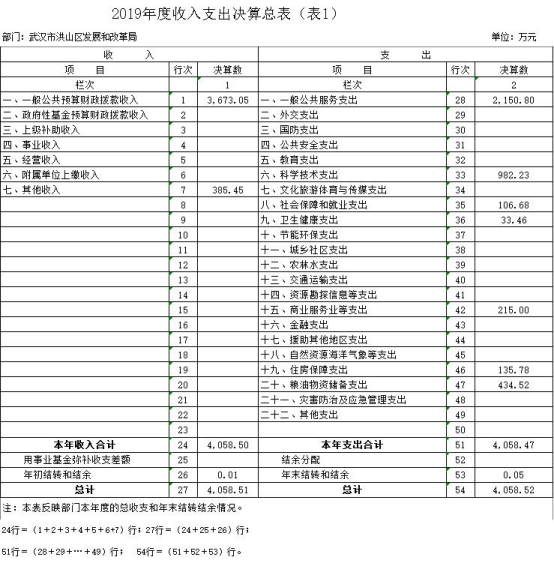 2019年度收入支出决算总表（表1）
部门：武汉市洪山区发展和改革局 单位：万元
收 入 支 出
项 目 行次 决算数 项 目 行次 决算数
栏次 1 栏次 2
一、一般公共预算财政拨款收入 1 3,673.05 一、一般公共服务支出 28 2,150.80
二、政府性基金预算财政拨款收入 2 二、外交支出 29
三、上级补助收入 3 三、国防支出 30
四、事业收入 4 四、公共安全支出 31
五、经营收入 5 五、教育支出 32
六、附属单位上缴收入 6 六、科学技术支出 33 982.23
七、其他收入 7 385.45 七、文化旅游体育与传媒支出 34
8 八、社会保障和就业支出 35 106.68
9 九、卫生健康支出 36 33.46
10 十、节能环保支出 37
11 十一、城乡社区支出 38
12 十二、农林水支出 39
13 十三、交通运输支出 40
14 十四、资源勘探信息等支出 41
15 十五、商业服务业等支出 42 215.00
16 十六、金融支出 43
17 十七、援助其他地区支出 44
18 十八、自然资源海洋气象等支出 45
19 十九、住房保障支出 46 135.78
20 二十、粮油物资储备支出 47 434.52
21 二十一、灾害防治及应急管理支出 48
22 二十二、其他支出 49
23 50
本年收入合计 24 4,058.50 本年支出合计 51 4,058.47
用事业基金弥补收支差额 25 结余分配 52
年初结转和结余 26 0.01 年末结转和结余 53 0.05
总计 27 4,058.51 总计 54 4,058.52
注：本表反映部门本年度的总收支和年末结转结余情况。
24行＝（1＋2＋3＋4＋5＋6+7）行；27行＝（24＋25＋26）行；
51行＝（28＋29＋…＋49）行； 54行＝（51＋52＋53）行。